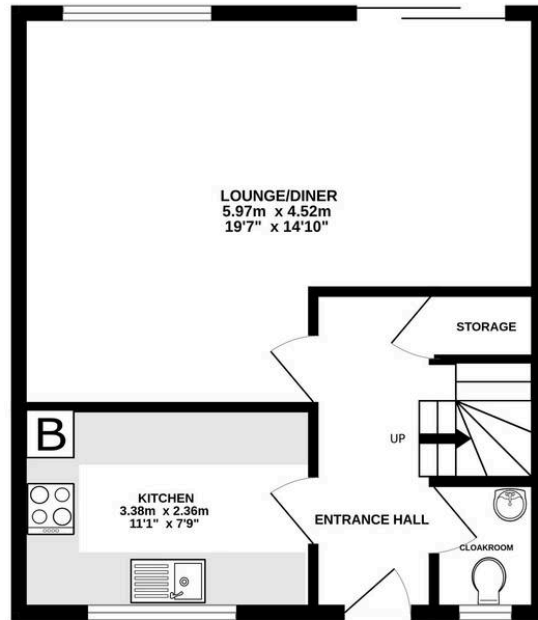 LOUNGE/DINER
5.97m x 4.52m
19'7" x 14'10"
STORAGE
B
UP
KITCHEN
3.38m x 2.36m
11'1" x 7'9"
ENTRANCE HALL
CLOAKROOM